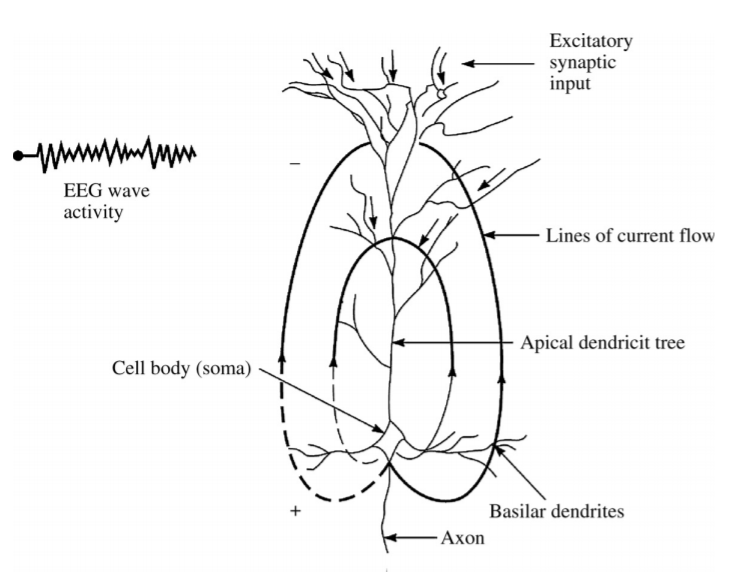 Excitatory
synaptic
input
−
EEG wave
activity
Lines of current flow
Apical dendricit tree
Cell body (soma)
+
Basilar dendrites
Axon